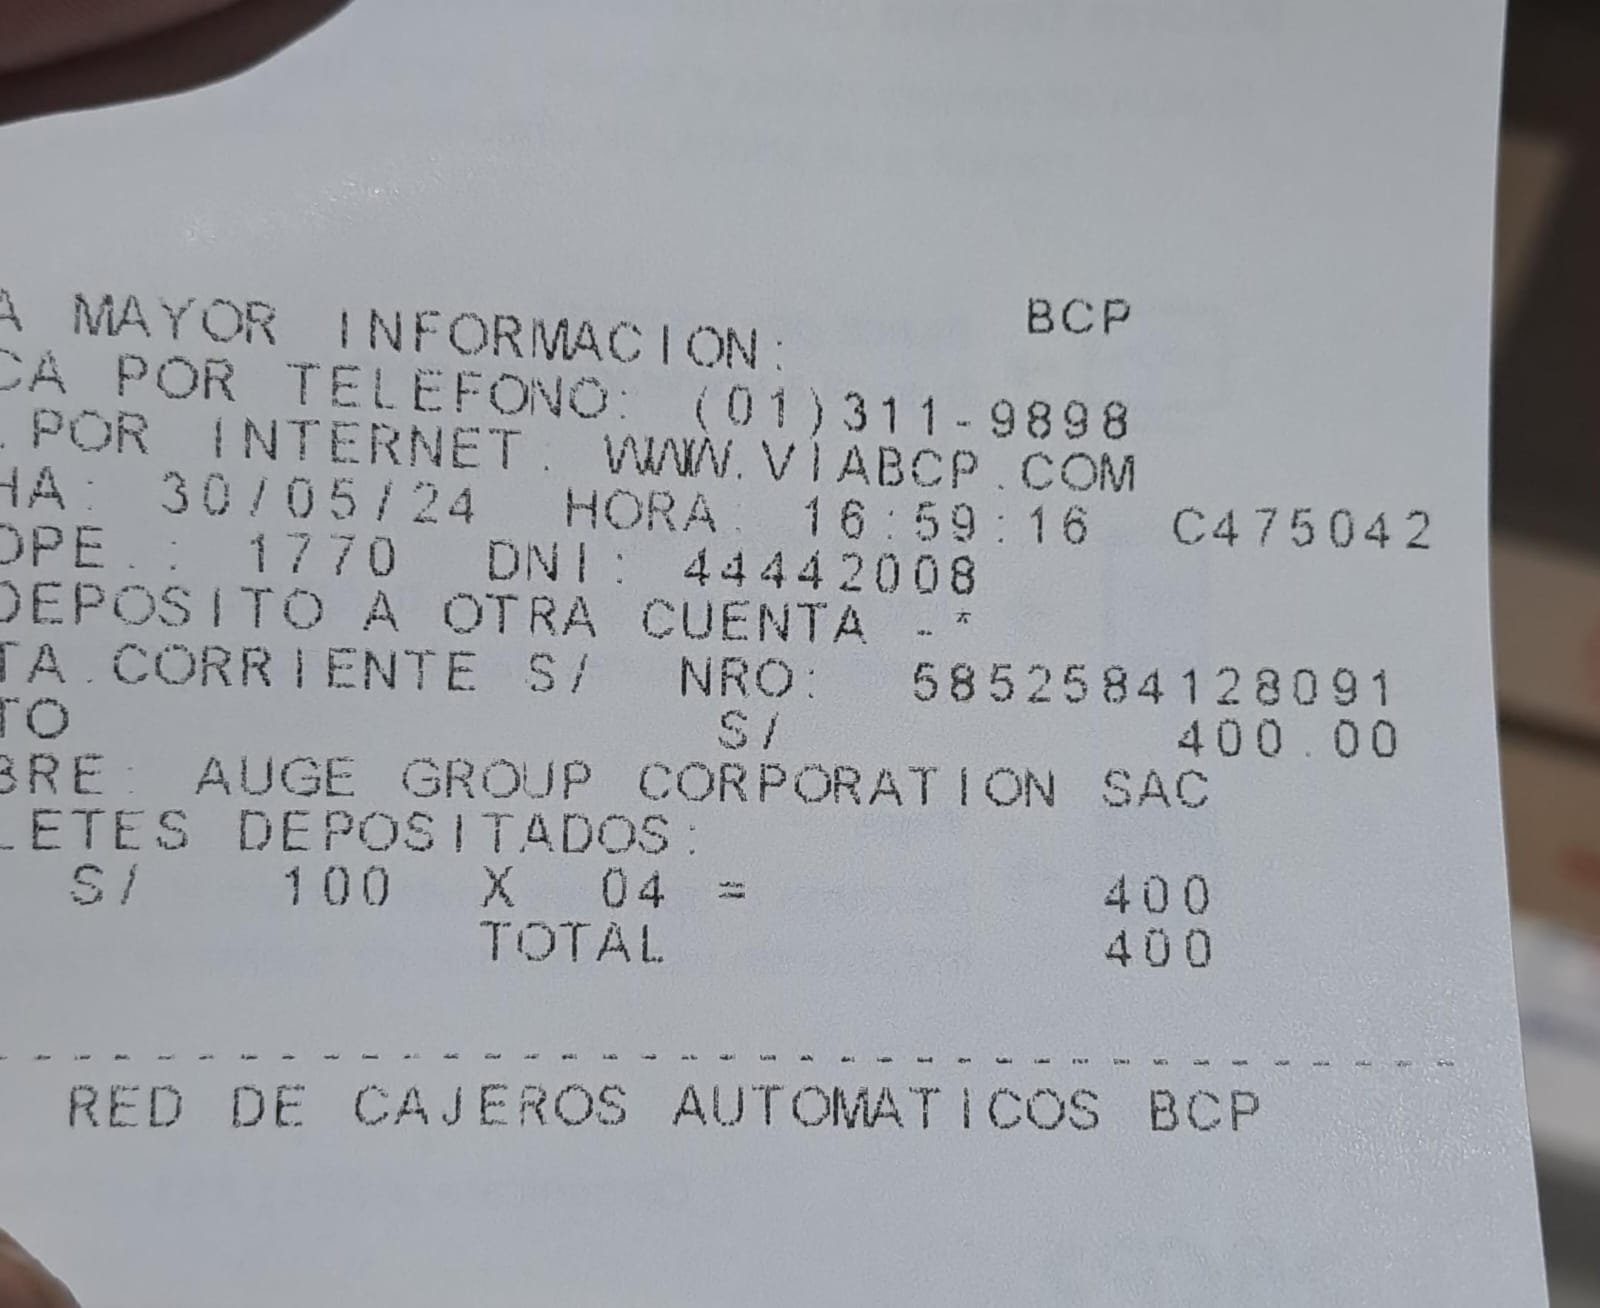 BCP
A MAYOR INFORMACION:
CA POR TELEFONO: (01)311-9898
. POR INTERNET: WWW.VIABCP.COM
HA: 30/05/24 HORA: 16:59:16 C475042
OPE.: 1770 DNI: 44442008
DEPOSITO A OTRA CUENTA -*
TA.CORRIENTE S/ NRO: 5852584128091
TO S/ 400.00
BRE: AUGE GROUP CORPORATION SAC
LETES DEPOSITADOS:
S/ 100 X 04 = 400
TOTAL 400
RED DE CAJEROS AUTOMATICOS BCP